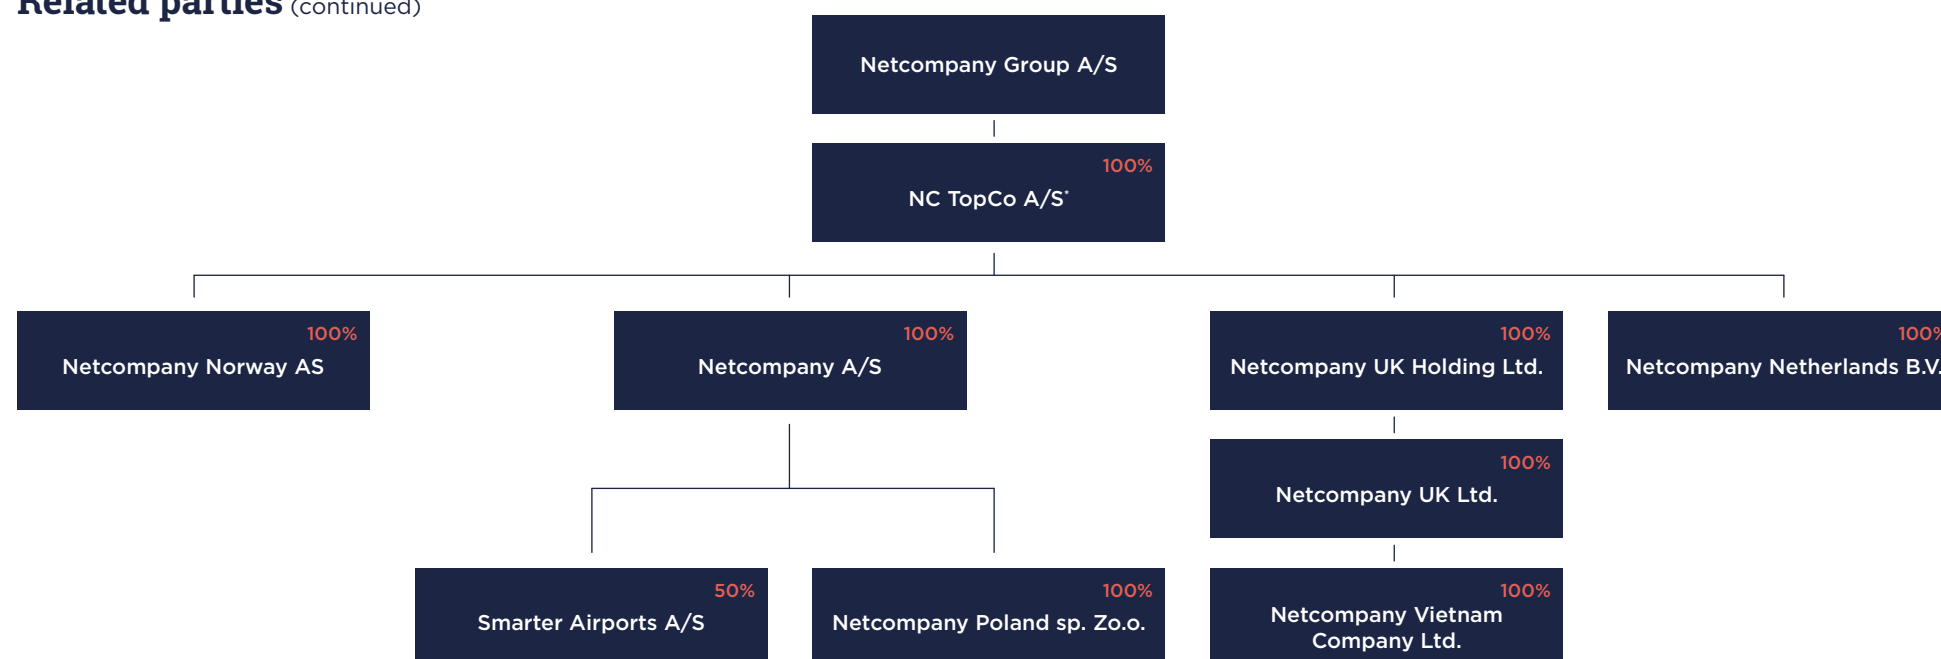 Related parties (continued)
Netcompany Group A/S
100%
NC TopCo A/S*
100%
Netcompany Norway AS
100%
Netcompany A/S
100%
Netcompany UK Holding Ltd.
100%
Netcompany Netherlands B.V.
100%
Netcompany UK Ltd.
50%
Smarter Airports A/S
100%
Netcompany Poland sp. Zo.o.
100%
Netcompany Vietnam
Company Ltd.